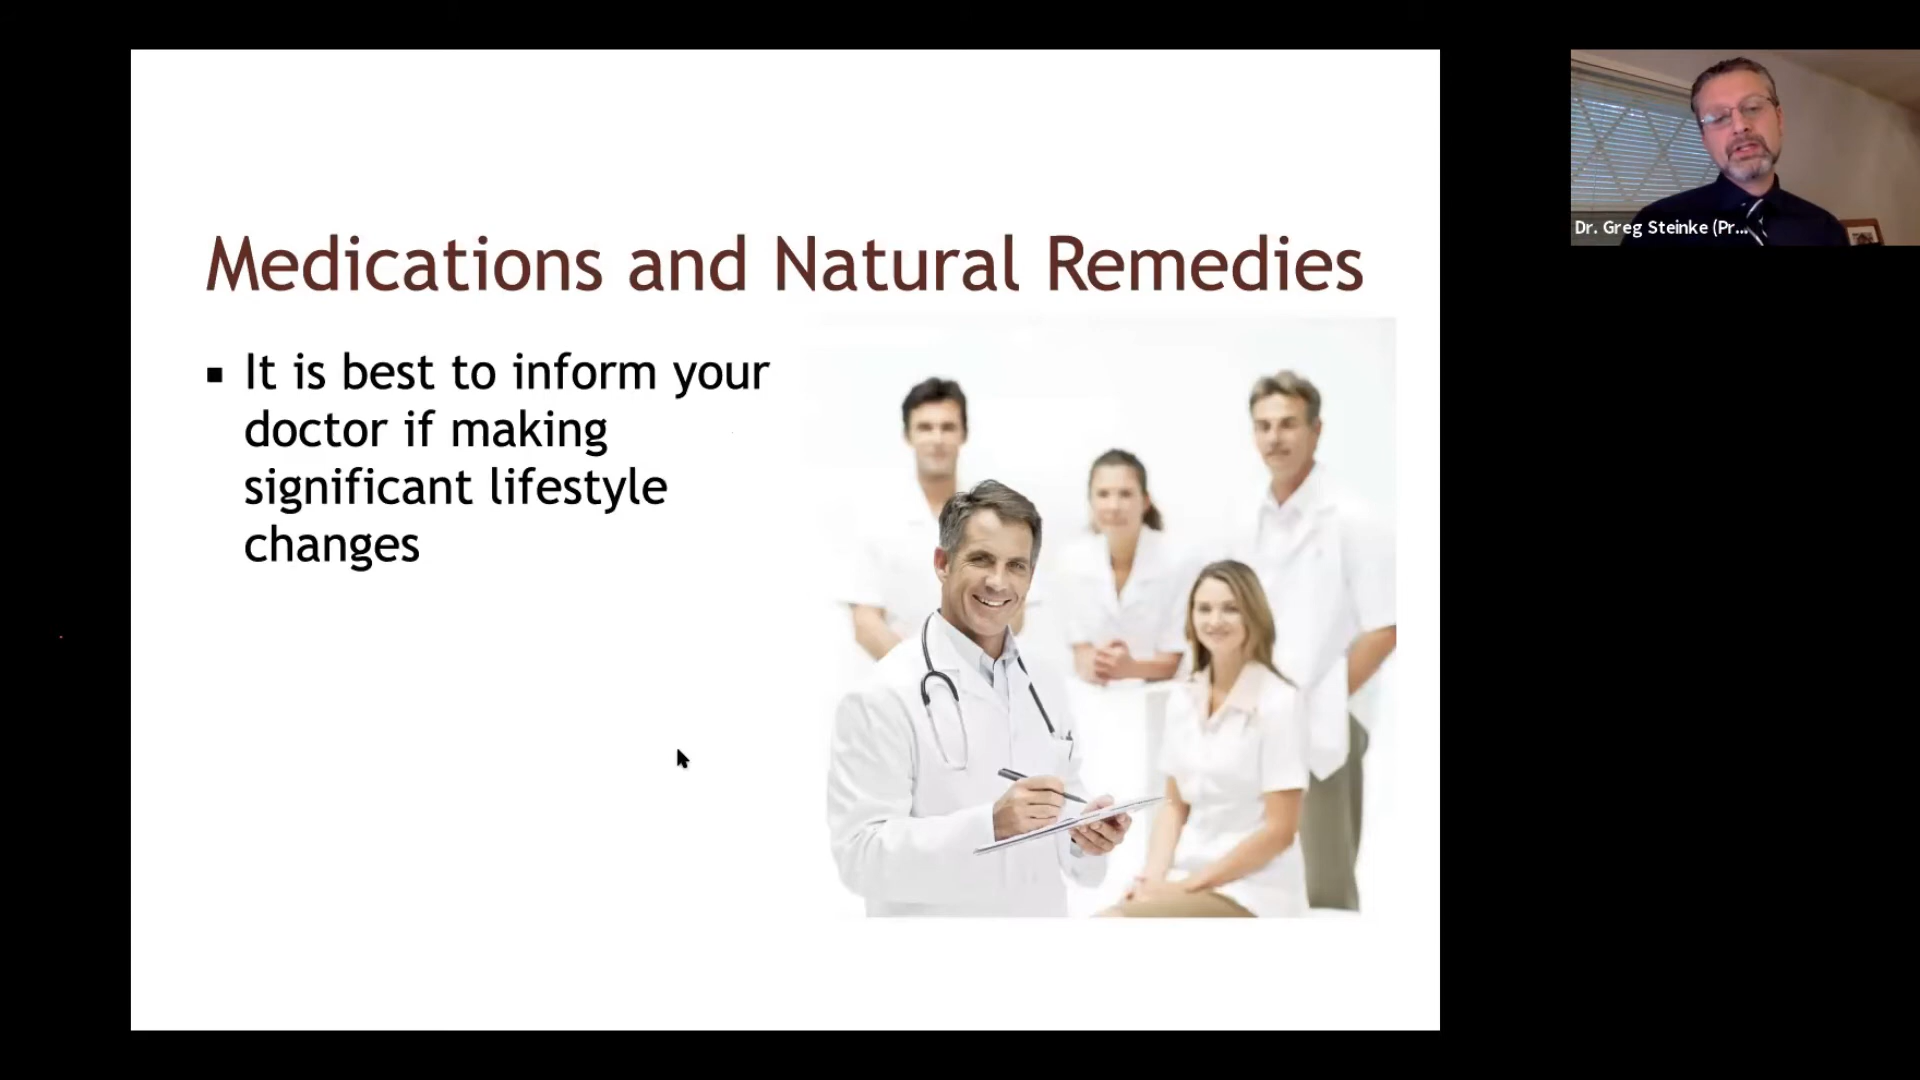 Medications and Natural Remedies
▪ It is best to inform your
doctor if making
significant lifestyle
changes
Dr. Greg Steinke (Pr...